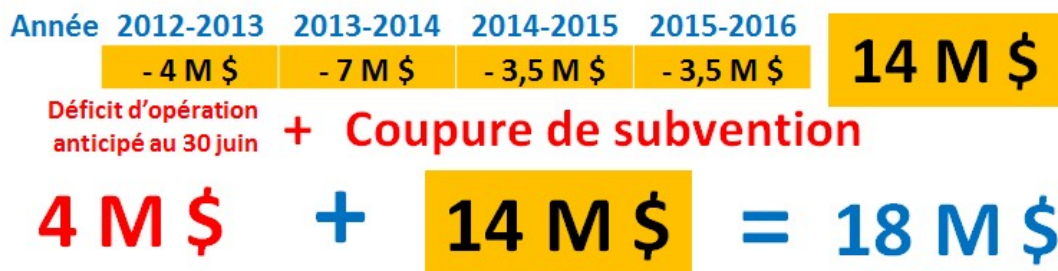 Année 2012-2013 2013-2014 2014-2015 2015-2016
- 4 M $ - 7 M $ - 3,5 M $ - 3,5 M $ 14 M $
Déficit d'opération
anticipé au 30 juin + Coupure de subvention
4 M $ + 14 M $ = 18 M $